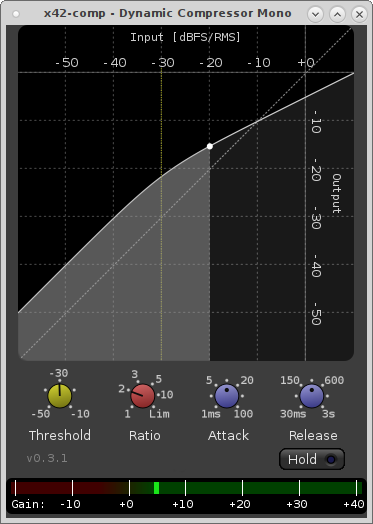 x42-comp - Dynamic Compressor Mono
Input [dBFS/RMS]
-50 -40 -30 -20 -10 0
-10
-20
Output
-30
-40
-50
-30
-50 -10
Threshold
3
2 5
10
1 Lim
Ratio
5 20
1ms 100
Attack
150 600
30ms 3s
Release
v0.3.1
Hold
Gain: -10 0 +10 +20 +30 +40